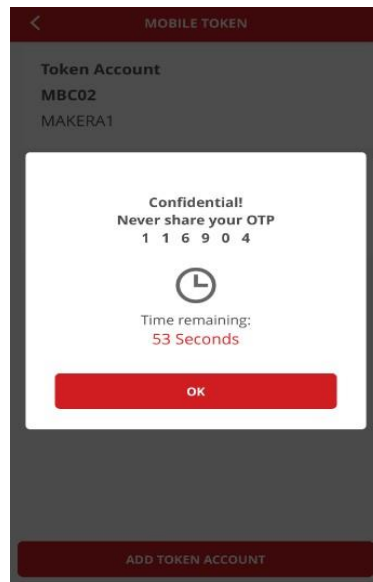 MOBILE TOKEN
Token Account
MBC02
MAKERA1
Confidential!
Never share your OTP
1 1 6 9 0 4
Time remaining:
53 Seconds
OK
ADD TOKEN ACCOUNT